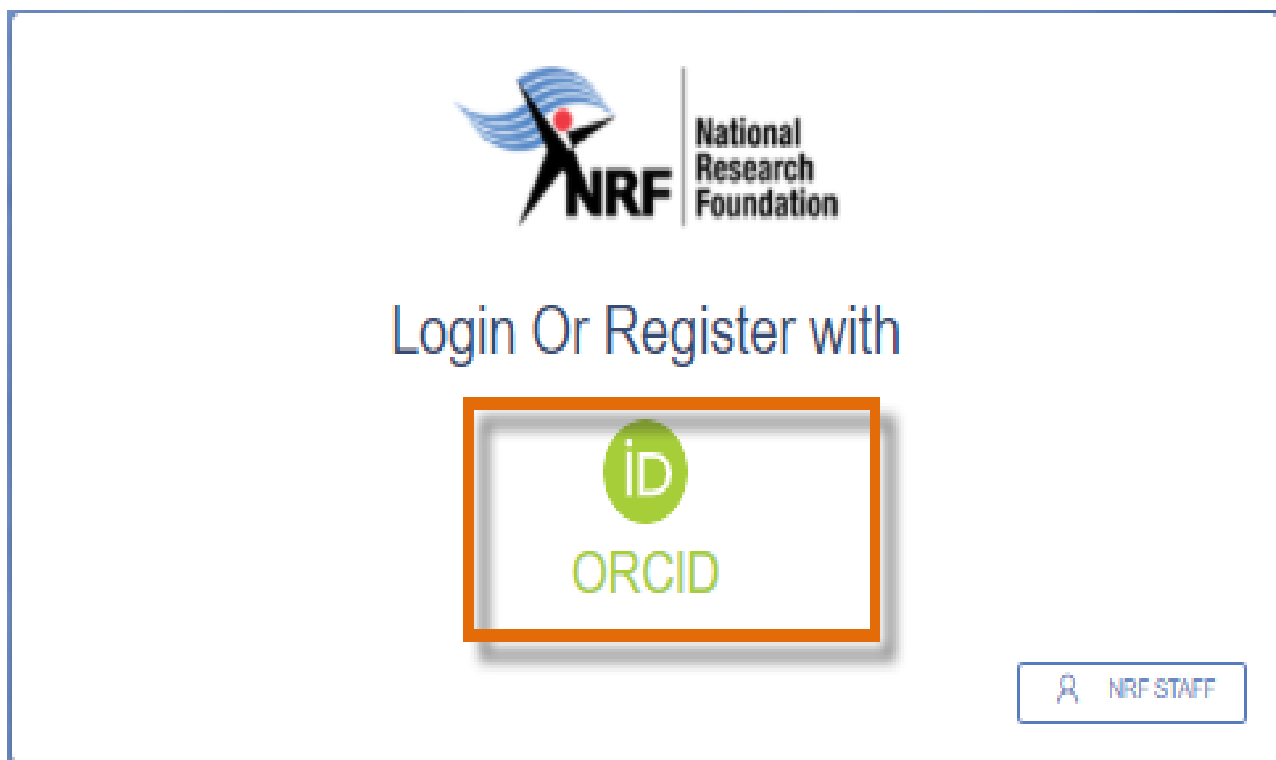 NRF
National
Research
Foundation
Login Or Register with
iD
ORCID
NRF STAFF